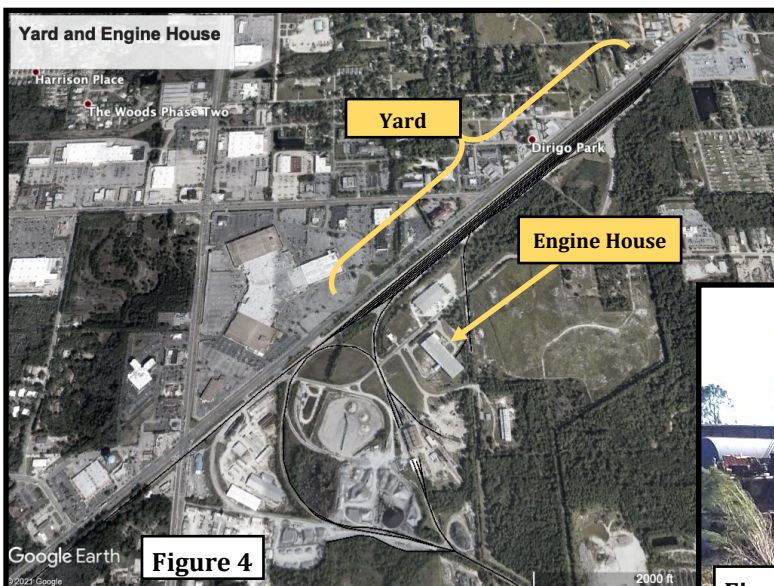 Yard and Engine House
Harrison Place
The Woods Phase Two
Yard
Dirigo Park
Engine House
Google Earth
©2021 Google
Figure 4
2000 ft